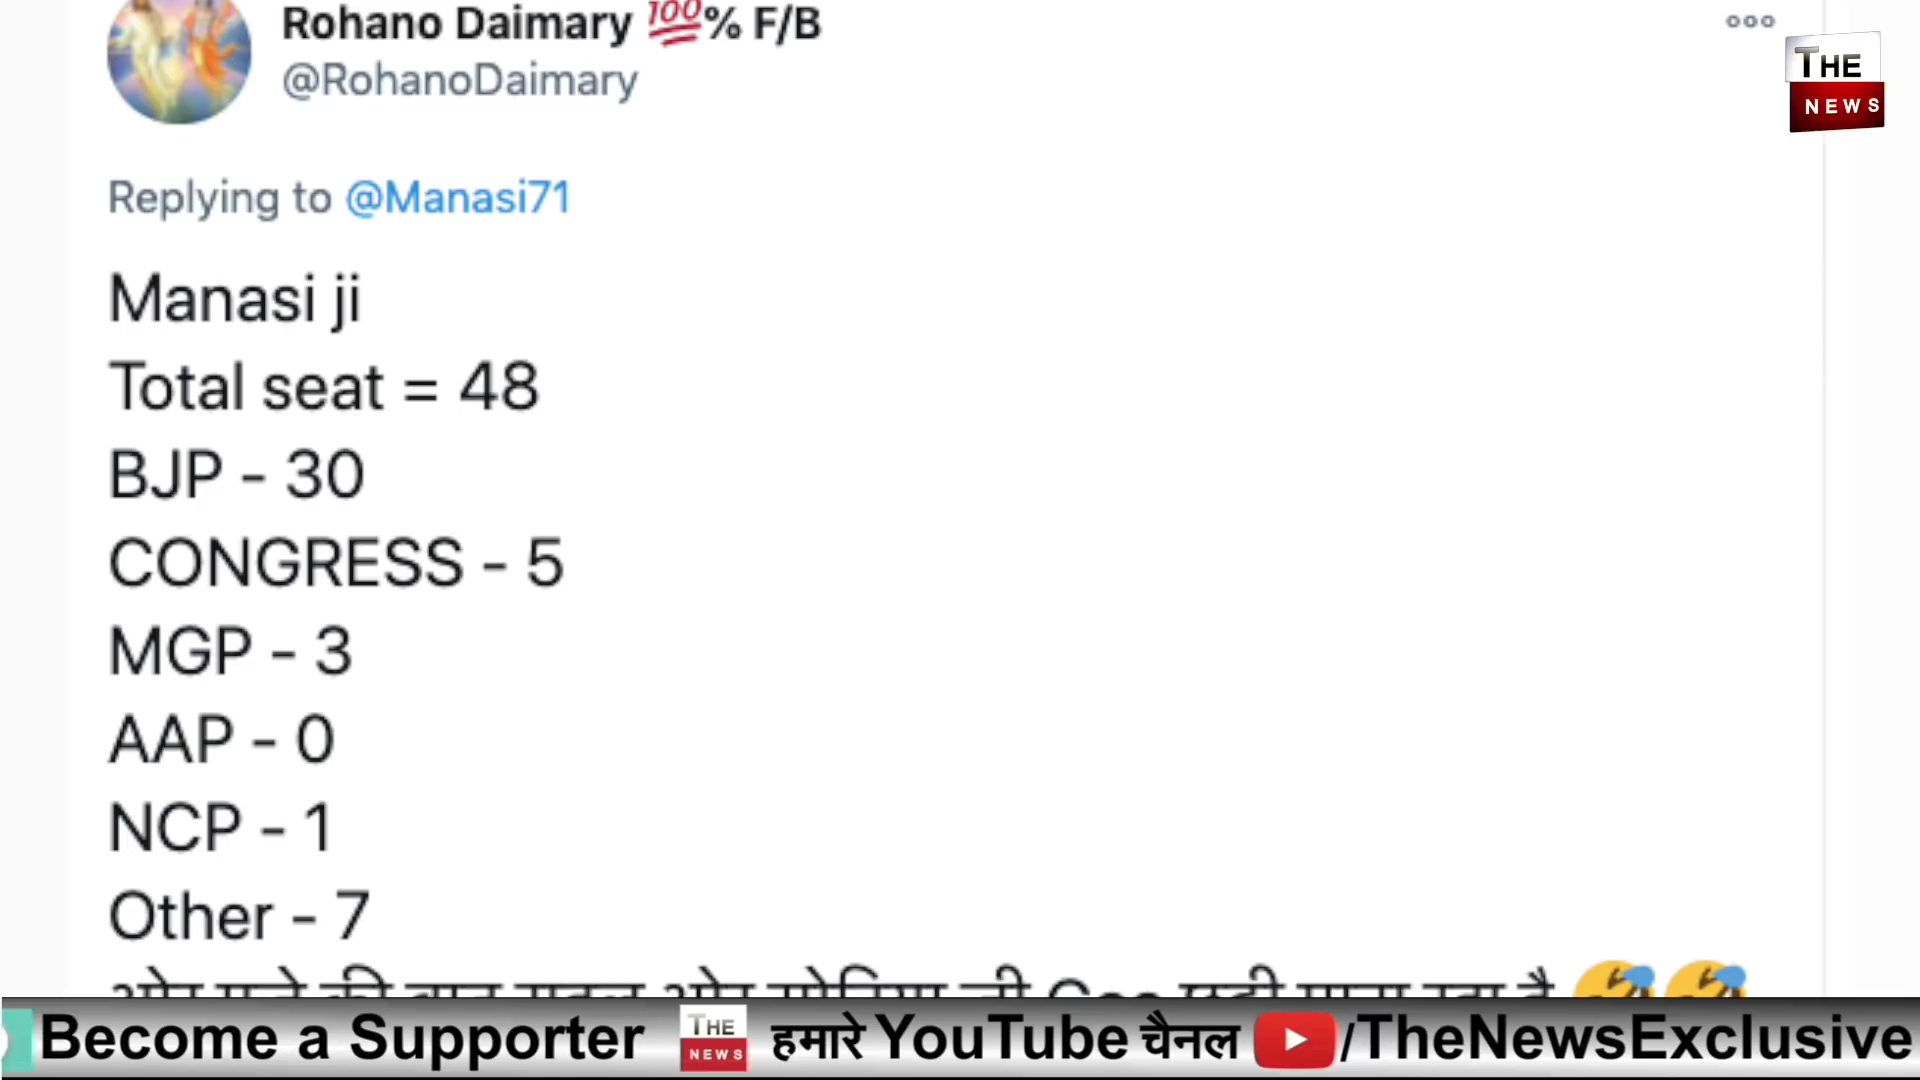 Rohano Daimary 💯% F/B
@RohanoDaimary
THE
NEWS
Replying to @Manasi71
Manasi ji
Total seat = 48
BJP - 30
CONGRESS - 5
MGP - 3
AAP - 0
NCP - 1
Other - 7
Become a Supporter THE NEWS हमारे YouTube चैनल /TheNewsExclusive